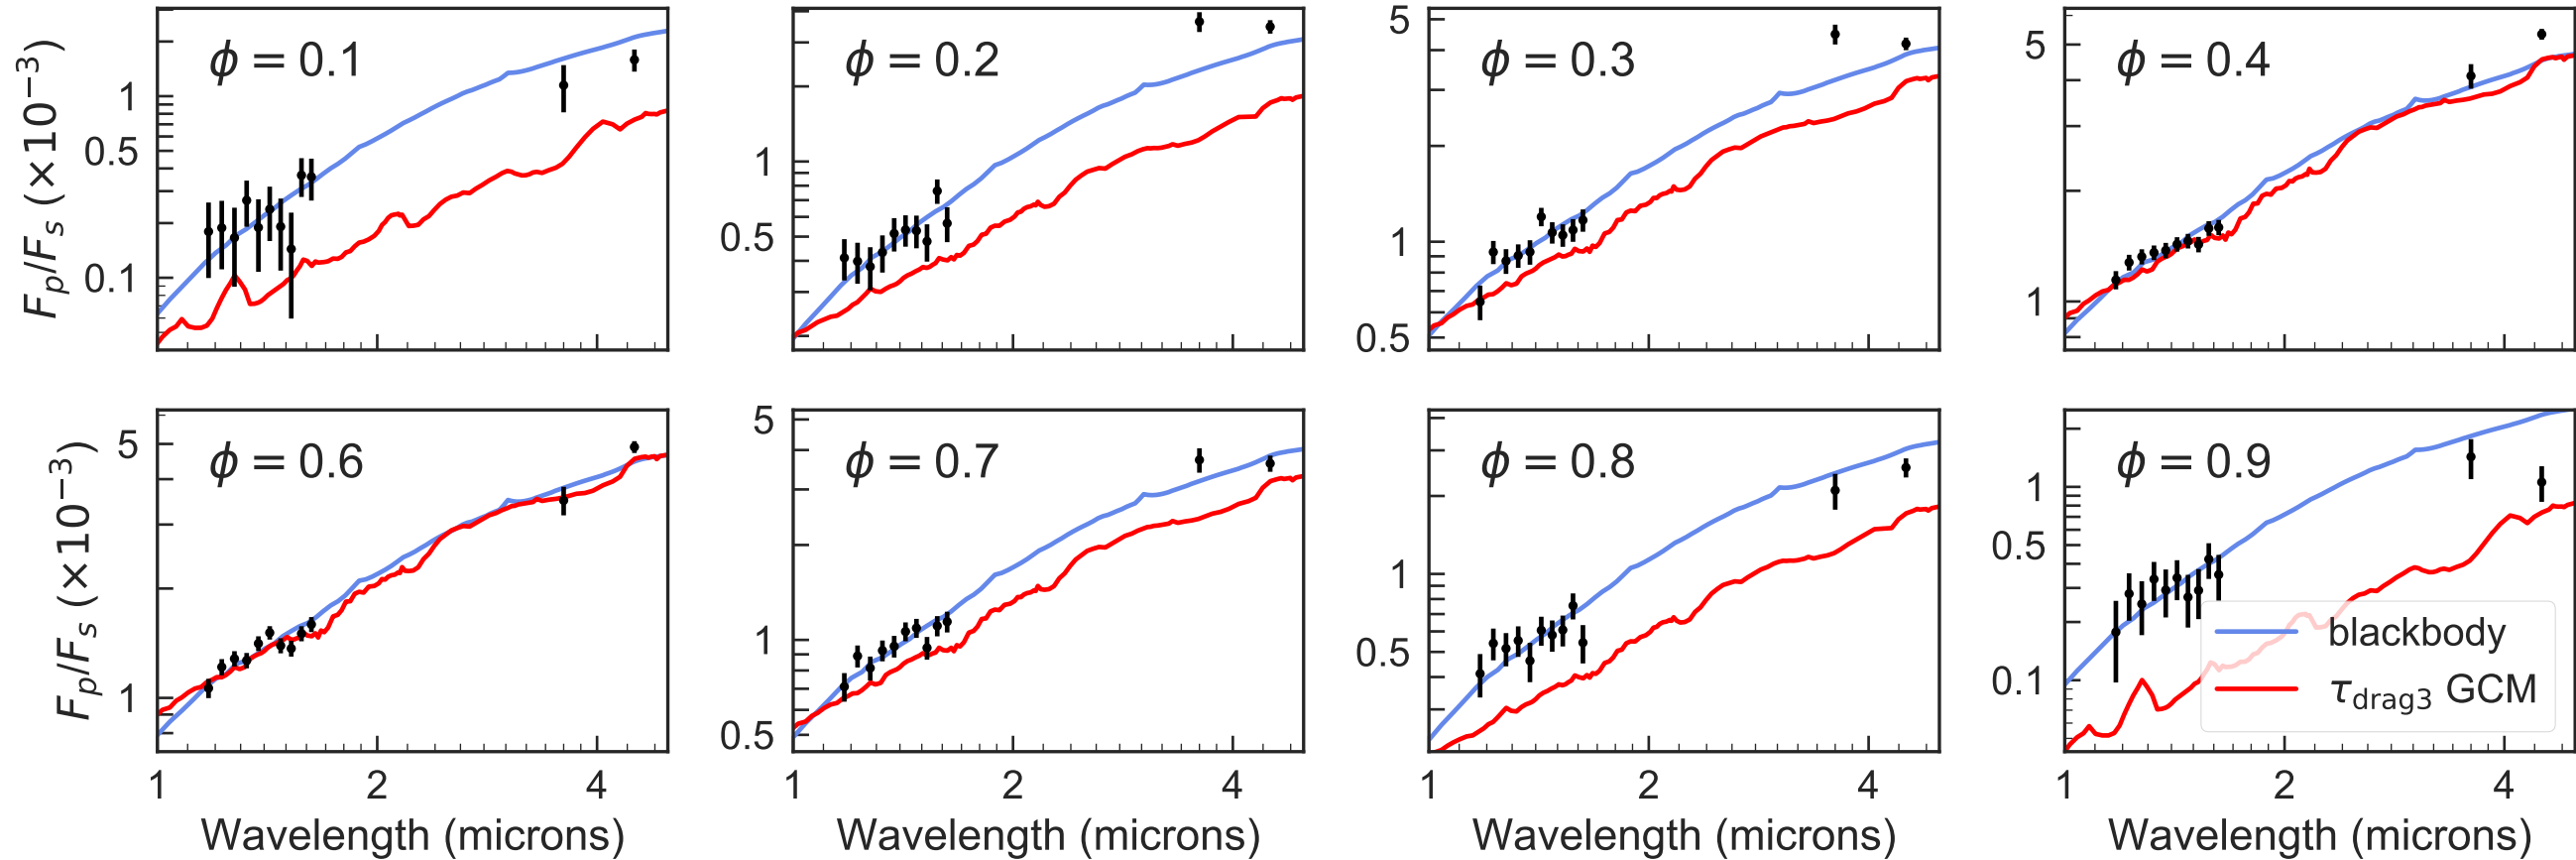 F_p/F_s (×10⁻³)
1
0.5
0.1
ϕ = 0.1
1
0.5
ϕ = 0.2
5
1
0.5
ϕ = 0.3
5
1
ϕ = 0.4
F_p/F_s (×10⁻³)
5
1
ϕ = 0.6
1
2
4
Wavelength (microns)
5
1
0.5
ϕ = 0.7
1
2
4
Wavelength (microns)
1
0.5
ϕ = 0.8
1
2
4
Wavelength (microns)
1
0.5
0.1
ϕ = 0.9
blackbody
τ_drag3 GCM
1
2
4
Wavelength (microns)